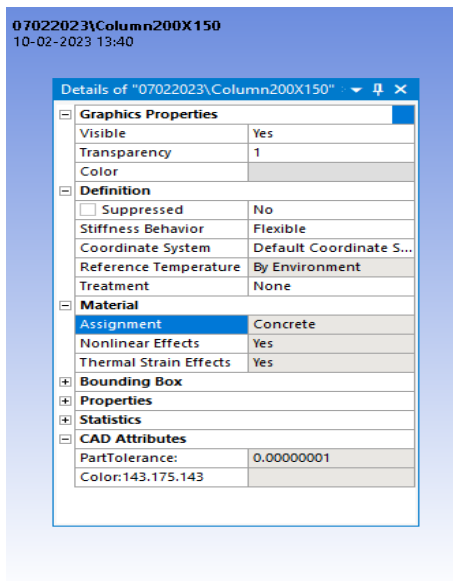 07022023\Column200X150
10-02-2023 13:40
Details of "07022023\Column200X150"
Graphics Properties
Visible Yes
Transparency 1
Color
Definition
Suppressed No
Stiffness Behavior Flexible
Coordinate System Default Coordinate S...
Reference Temperature By Environment
Treatment None
Material
Assignment Concrete
Nonlinear Effects Yes
Thermal Strain Effects Yes
Bounding Box
Properties
Statistics
CAD Attributes
PartTolerance: 0.00000001
Color:143.175.143